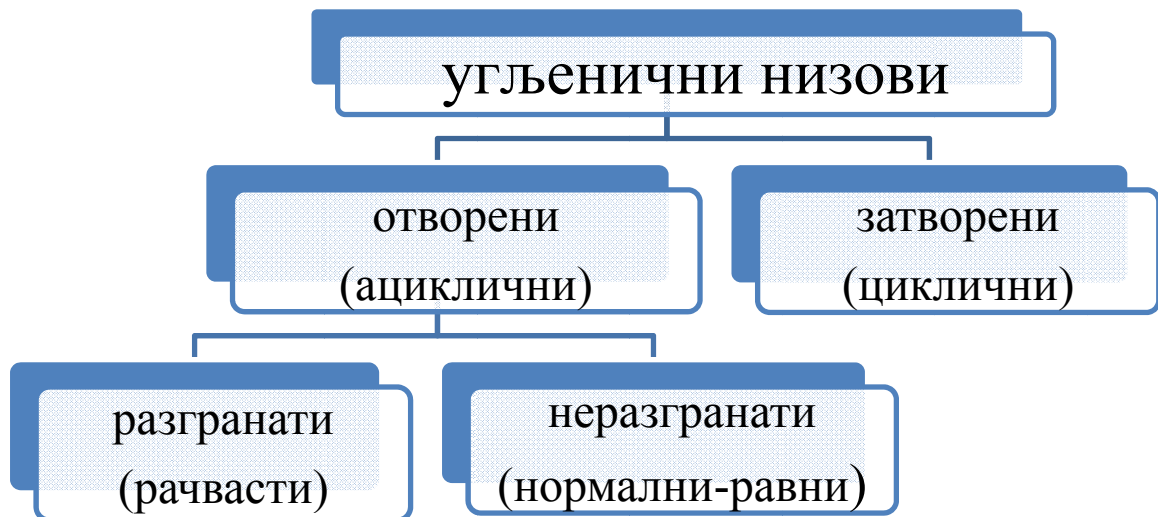 угљенични низови
отворени
(ациклични)
затворени
(циклични)
разгранати
(рачвасти)
неразгранати
(нормални-равни)